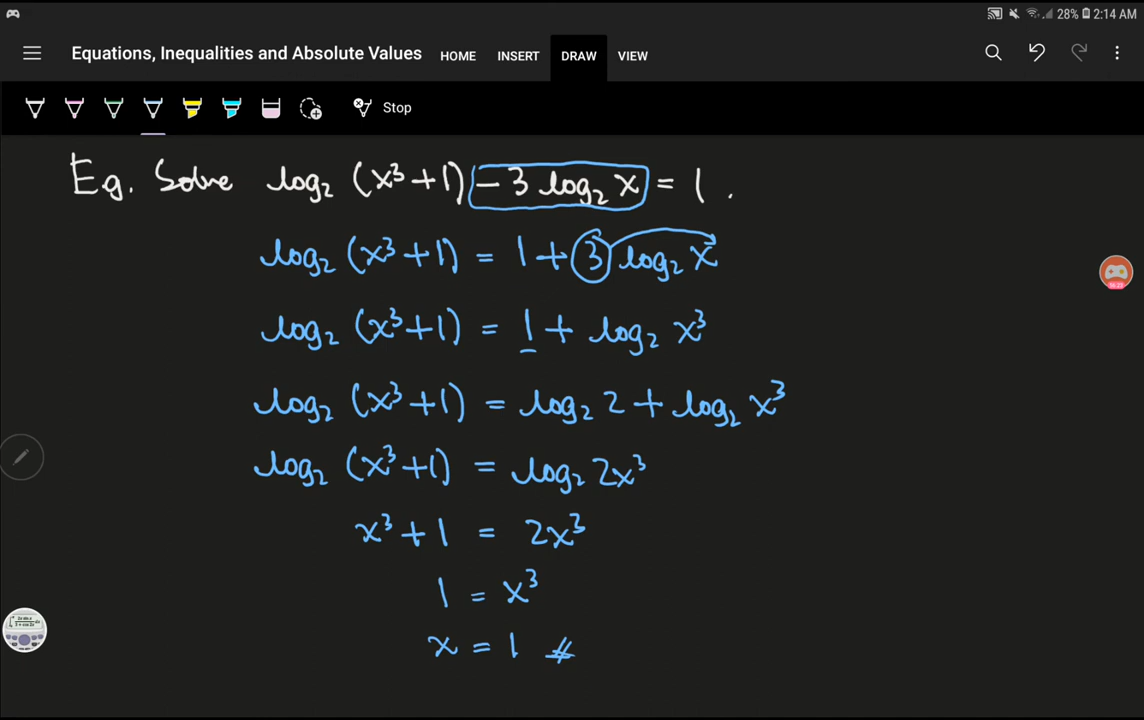 28% 2:14 AM
Equations, Inequalities and Absolute Values HOME INSERT DRAW VIEW
Stop
Eg. Solve log₂ (x³+1) − 3 log₂ x = 1 .
log₂ (x³+1) = 1 + 3 log₂ x
log₂ (x³+1) = 1 + log₂ x³
log₂ (x³+1) = log₂ 2 + log₂ x³
log₂ (x³+1) = log₂ 2x³
x³+1 = 2x³
1 = x³
x = 1 #